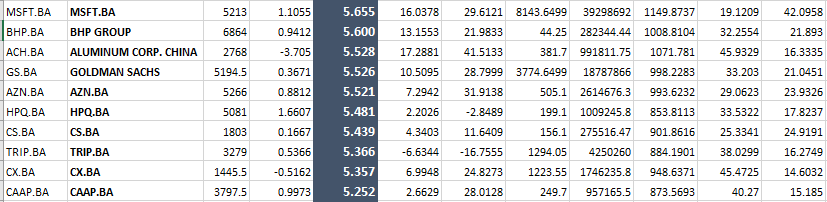 MSFT.BA MSFT.BA 5213 1.1055 5.655 16.0378 29.6121 8143.6499 39298692 1149.8737 19.1209 42.0958
BHP.BA BHP GROUP 6864 0.9412 5.600 13.1553 21.9833 44.25 282344.44 1008.8104 32.2554 21.893
ACH.BA ALUMINUM CORP. CHINA 2768 -3.705 5.528 17.2881 41.5133 381.7 991811.75 1071.781 45.9329 16.3335
GS.BA GOLDMAN SACHS 5194.5 0.3671 5.526 10.5095 28.7999 3774.6499 18787866 998.2283 33.203 21.0451
AZN.BA AZN.BA 5266 0.8812 5.521 7.2942 31.9138 505.1 2614676.3 993.6232 29.0623 23.9326
HPQ.BA HPQ.BA 5081 1.6607 5.481 2.2026 -2.8489 199.1 1009245.8 853.8113 33.5322 17.8237
CS.BA CS.BA 1803 0.1667 5.439 4.3403 11.6409 156.1 275516.47 901.8616 25.3341 24.9191
TRIP.BA TRIP.BA 3279 0.5366 5.366 -6.6344 -16.7555 1294.05 4250260 884.1901 38.0299 16.2749
CX.BA CX.BA 1445.5 -0.5162 5.357 6.9948 24.8273 1223.55 1746235.8 948.6371 45.4725 14.6032
CAAP.BA CAAP.BA 3797.5 0.9973 5.252 2.6629 28.0128 249.7 957165.5 873.5693 40.27 15.185